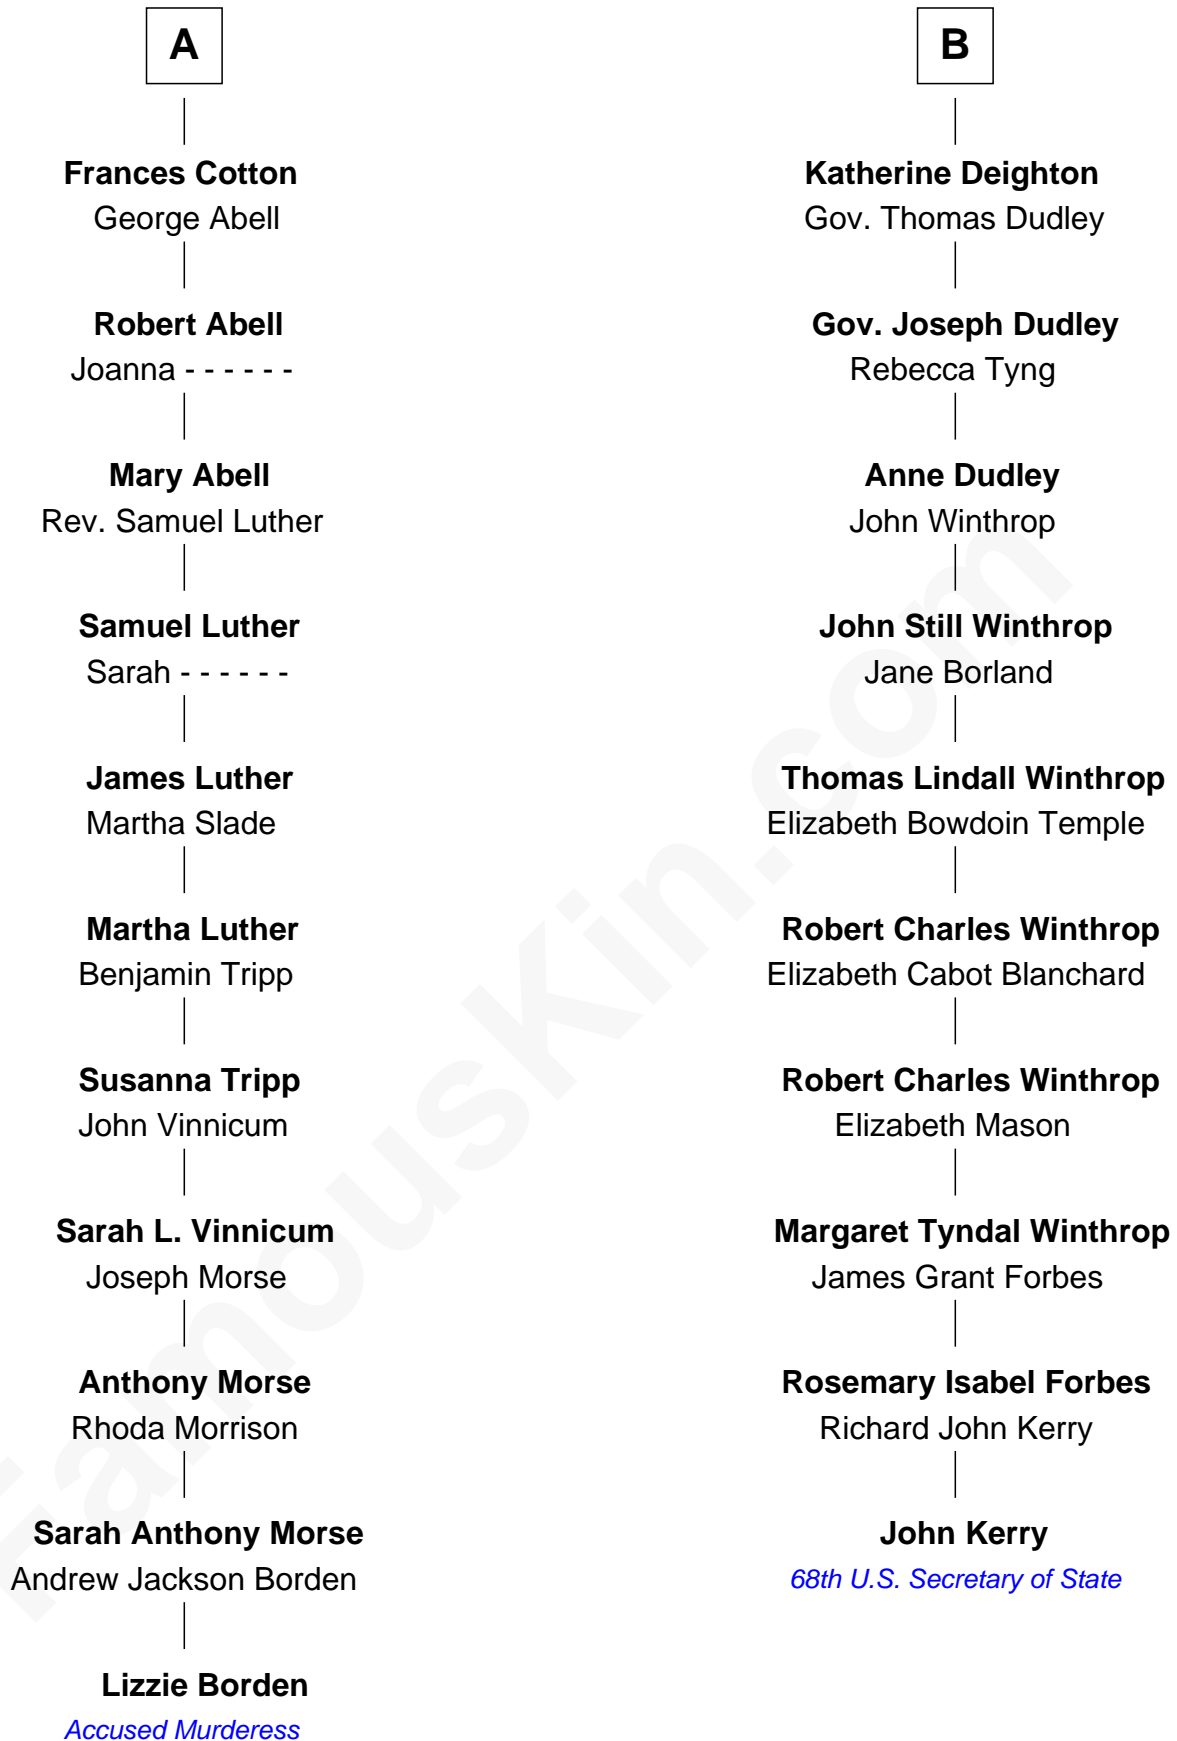 A
Frances Cotton
George Abell
Robert Abell
Joanna - - - - - -
Mary Abell
Rev. Samuel Luther
Samuel Luther
Sarah - - - - - -
James Luther
Martha Slade
Martha Luther
Benjamin Tripp
Susanna Tripp
John Vinnicum
Sarah L. Vinnicum
Joseph Morse
Anthony Morse
Rhoda Morrison
Sarah Anthony Morse
Andrew Jackson Borden
Lizzie Borden
Accused Murderess
B
Katherine Deighton
Gov. Thomas Dudley
Gov. Joseph Dudley
Rebecca Tyng
Anne Dudley
John Winthrop
John Still Winthrop
Jane Borland
Thomas Lindall Winthrop
Elizabeth Bowdoin Temple
Robert Charles Winthrop
Elizabeth Cabot Blanchard
Robert Charles Winthrop
Elizabeth Mason
Margaret Tyndal Winthrop
James Grant Forbes
Rosemary Isabel Forbes
Richard John Kerry
John Kerry
68th U.S. Secretary of State
FamousKin.com